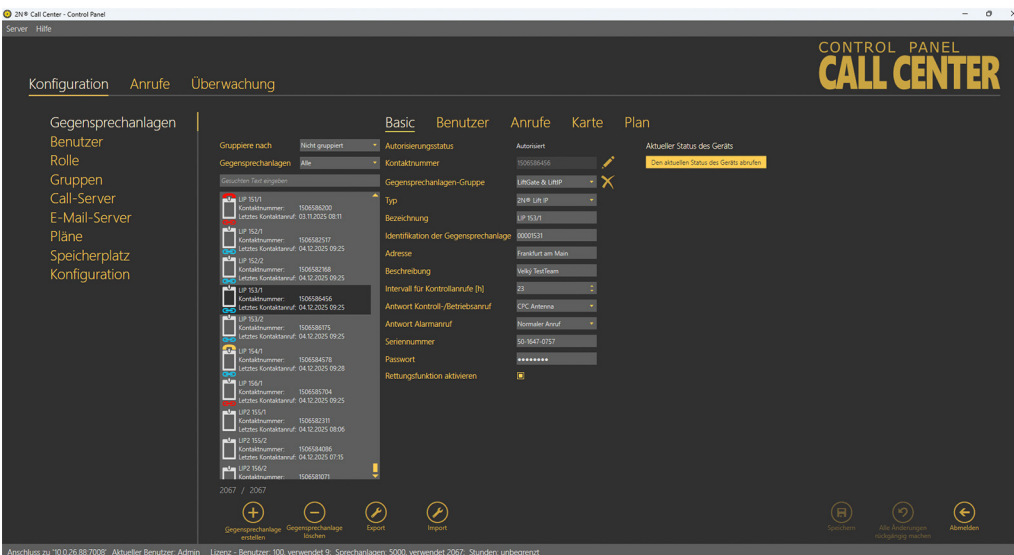 2N® Call Center - Control Panel
Server Hilfe
CONTROL PANEL
CALL CENTER
Konfiguration Anrufe Überwachung
Gegensprechanlagen
Benutzer
Rolle
Gruppen
Call-Server
E-Mail-Server
Pläne
Speicherplatz
Konfiguration
Gruppiere nach Nicht gruppiert
Gegensprechanlagen Alle
Gesuchten Text eingeben
LIP 151/1
Kontaktnummer: 1506586200
Letztes Kontaktanruf: 03.11.2025 08:11
LIP 152/1
Kontaktnummer: 1506582517
Letztes Kontaktanruf: 04.12.2025 09:25
LIP 152/2
Kontaktnummer: 1506582168
Letztes Kontaktanruf: 04.12.2025 09:25
LIP 153/1
Kontaktnummer: 1506586456
Letztes Kontaktanruf: 04.12.2025 09:25
LIP 153/2
Kontaktnummer: 1506586175
Letztes Kontaktanruf: 04.12.2025 09:25
LIP 154/1
Kontaktnummer: 1506584578
Letztes Kontaktanruf: 04.12.2025 09:28
LIP 156/1
Kontaktnummer: 1506585704
Letztes Kontaktanruf: 04.12.2025 09:25
LIP2 155/1
Kontaktnummer: 1506582311
Letztes Kontaktanruf: 04.12.2025 08:06
LIP2 155/2
Kontaktnummer: 1506584086
Letztes Kontaktanruf: 04.12.2025 07:15
LIP2 156/2
Kontaktnummer: 1506581071
2067 / 2067
Basic Benutzer Anrufe Karte Plan
Autorisierungsstatus Autorisiert
Kontaktnummer 1506586456
Gegensprechanlagen-Gruppe LiftGate & LiftIP
Typ 2N® Lift IP
Bezeichnung LIP 153/1
Identifikation der Gegensprechanlage 00001531
Adresse Frankfurt am Main
Beschreibung Velký TestTeam
Intervall für Kontrollanrufe [h] 23
Antwort Kontroll-/Betriebsanruf CPC Antenna
Antwort Alarmanruf Normaler Anruf
Seriennummer 50-1647-0757
Passwort ••••••••
Rettungsfunktion aktivieren
Aktueller Status des Geräts
Den aktuellen Status des Geräts abrufen
Gegensprechanlage erstellen
Gegensprechanlage löschen
Export
Import
Speichern
Alle Änderungen rückgängig machen
Abmelden
Anschluss zu '10.0.26.88:7008' Aktueller Benutzer: Admin Lizenz - Benutzer: 100, verwendet 9; Sprechanlagen: 5000, verwendet 2067; Stunden: unbegrenzt